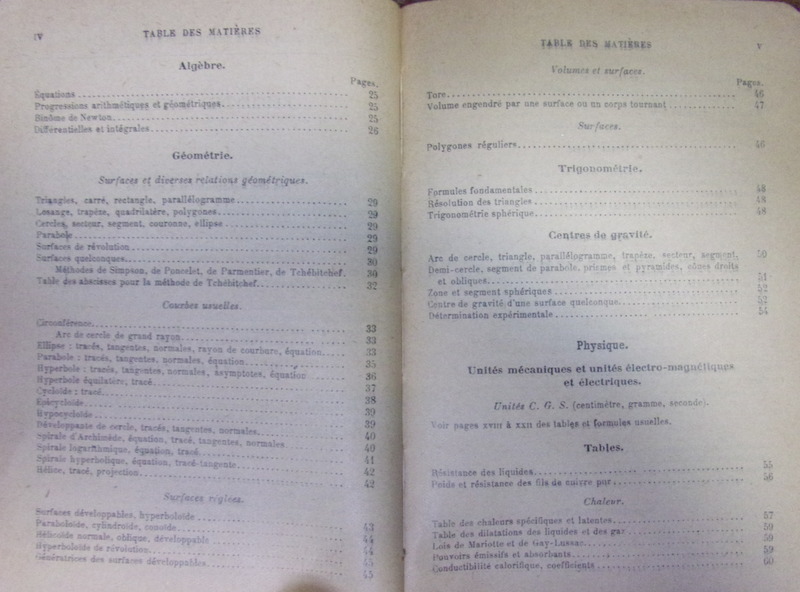 IV
TABLE DES MATIÈRES
Algèbre.
Pages.
Équations 25
Progressions arithmétiques et géométriques. 25
Binôme de Newton. 25
Différentielles et intégrales 26
Géométrie.
Surfaces et diverses relations géométriques.
Triangles, carré, rectangle, parallélogramme 29
Losange, trapèze, quadrilatère, polygones. 29
Cercles, secteur, segment, couronne, ellipse 29
Parabole 29
Surfaces de révolution 29
Surfaces quelconques. 30
Méthodes de Simpson, de Poncelet, de Parmentier, de Tchébitchef. 30
Table des abscisses pour la méthode de Tchébitchef. 32
Courbes usuelles.
Circonférence. 33
Arc de cercle de grand rayon 33
Ellipse : tracés, tangentes, normales, rayon de courbure, équation. 33
Parabole : tracés, tangentes, normales, équation 35
Hyperbole : tracés, tangentes, normales, asymptotes, équation 36
Hyperbole équilatère, tracé 37
Cycloïde : tracé. 38
Épicycloïde. 39
Hypocycloïde 39
Développante de cercle, tracés, tangentes, normales. 40
Spirale d'Archimède, équation, tracé, tangentes, normales 40
Spirale logarithmique, équation, tracé. 41
Spirale hyperbolique, équation, tracé-tangente 42
Hélice, tracé, projection 42
Surfaces réglées.
Surfaces développables, hyperboloïde 43
Paraboloïde, cylindroïde, conoïde 44
Hélicoïde normale, oblique, développable 44
Hyperboloïde de révolution. 45
Génératrices des surfaces développables. 45
TABLE DES MATIÈRES
V
Volumes et surfaces.
Pages.
Tore. 46
Volume engendré par une surface ou un corps tournant 47
Surfaces.
Polygones réguliers 46
Trigonométrie.
Formules fondamentales 48
Résolution des triangles 48
Trigonométrie sphérique. 48
Centres de gravité.
Arc de cercle, triangle, parallélogramme, trapèze, secteur, segment. 50
Demi-cercle, segment de parabole, prismes et pyramides, cônes droits
et obliques 51
Zone et segment sphériques 52
Centre de gravité d'une surface quelconque. 52
Détermination expérimentale 54
Physique.
Unités mécaniques et unités électro-magnétiques
et électriques.
Unités C. G. S. (centimètre, gramme, seconde).
Voir pages XVIII à XXII des tables et formules usuelles.
Tables.
Résistance des liquides. 55
Poids et résistance des fils de cuivre pur 56
Chaleur.
Table des chaleurs spécifiques et latentes. 57
Table des dilatations des liquides et des gaz 59
Lois de Mariotte et de Gay-Lussac. 59
Pouvoirs émissifs et absorbants 59
Conductibilité calorifique, coefficients 60